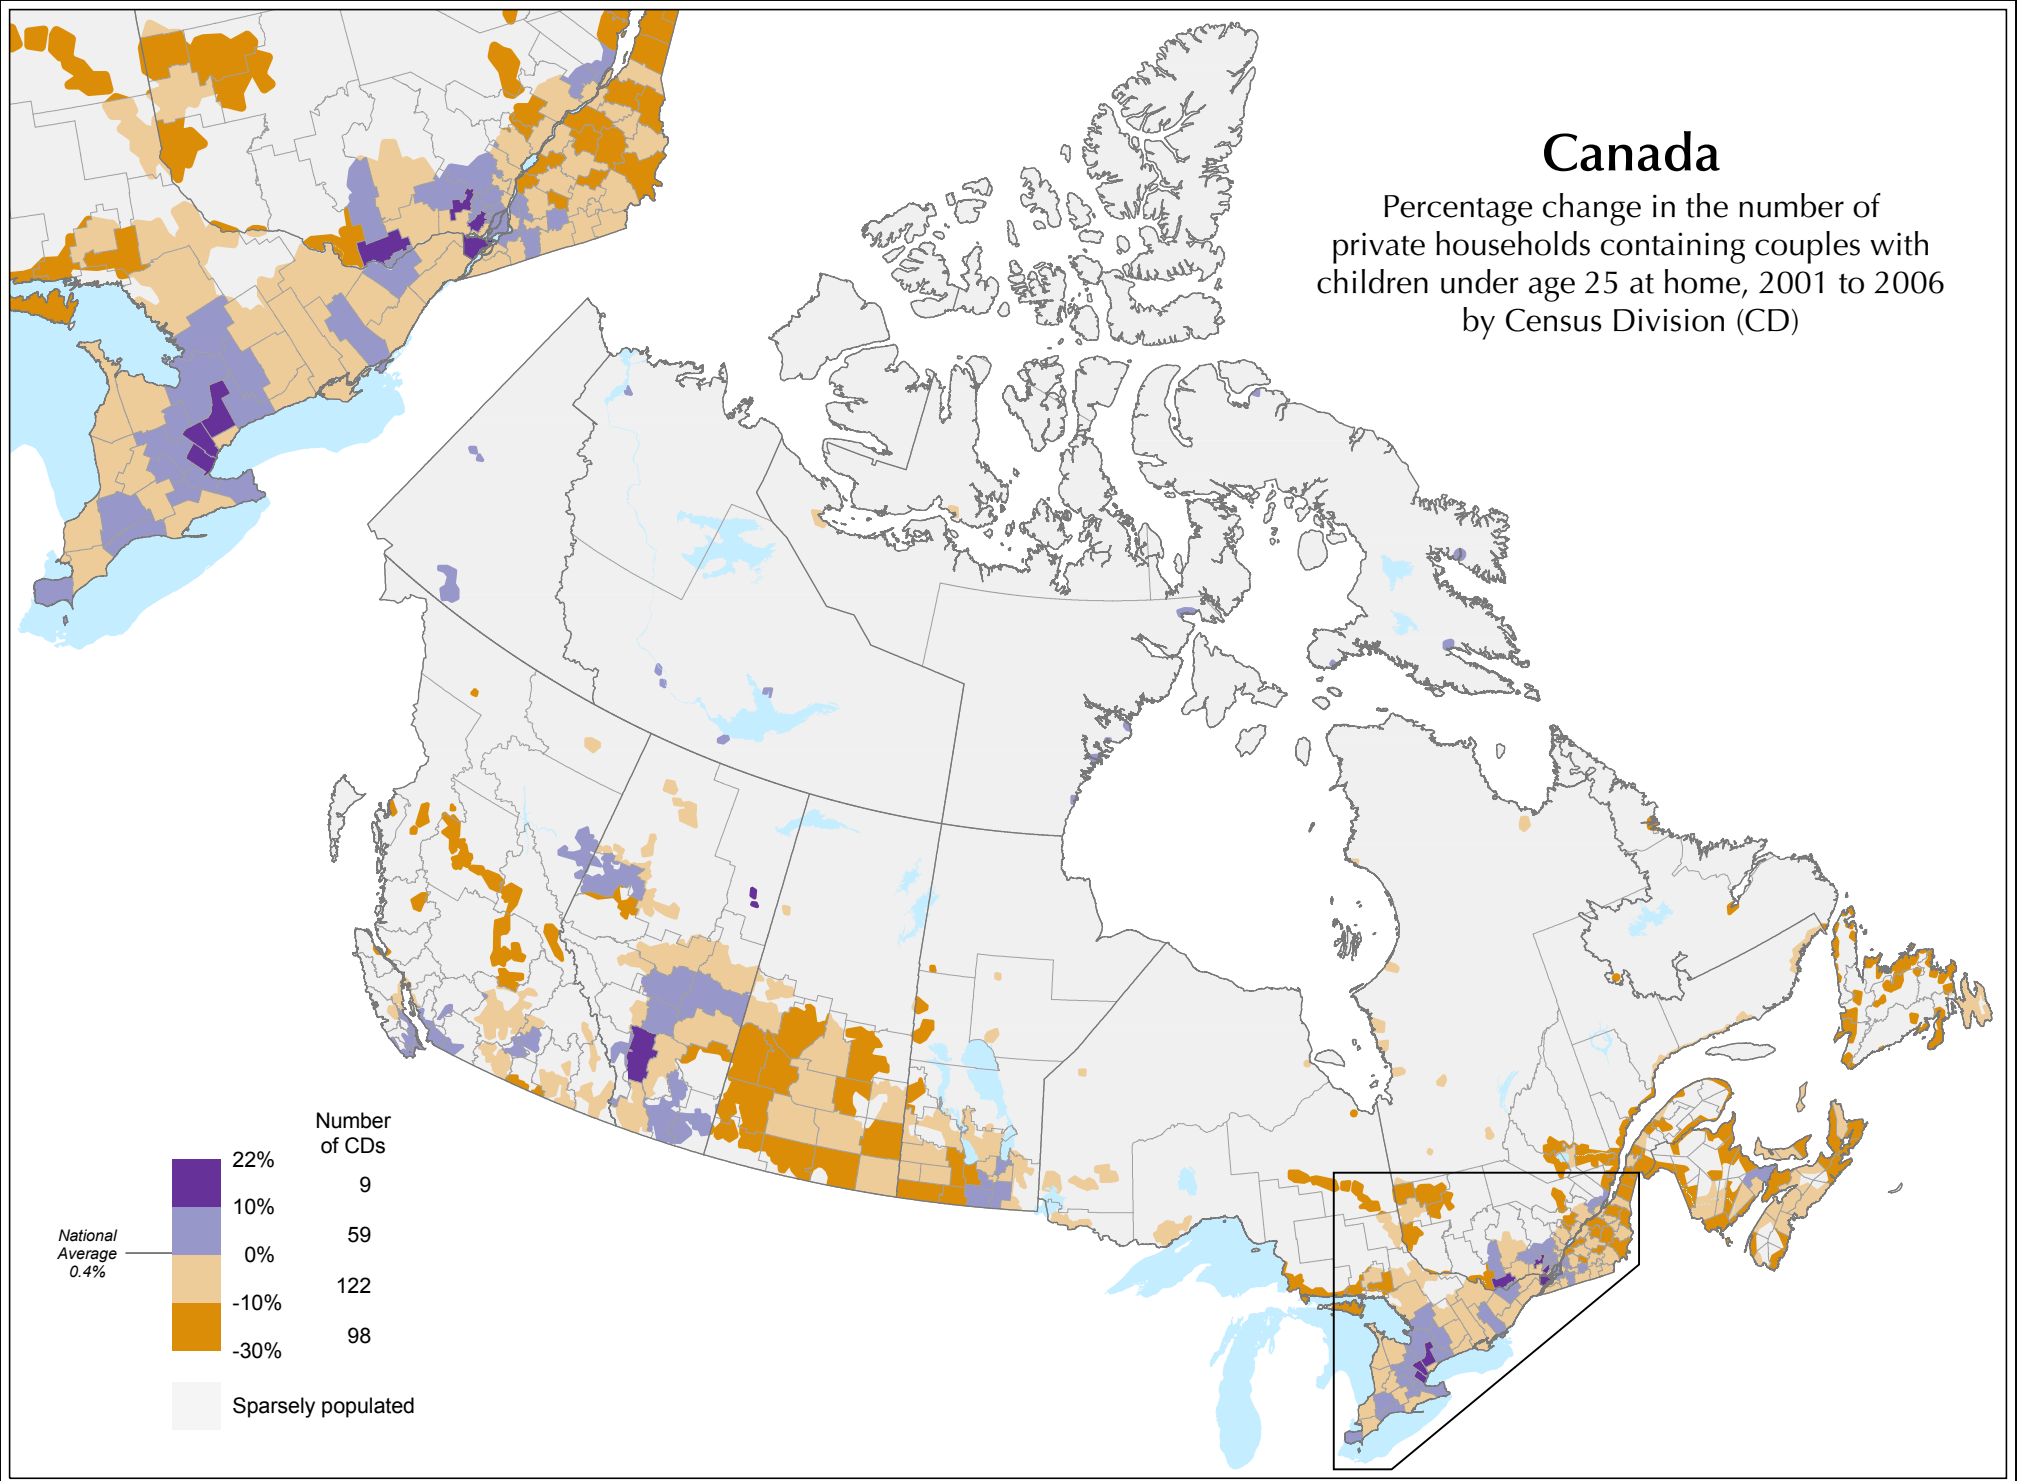 Canada
Percentage change in the number of
private households containing couples with
children under age 25 at home, 2001 to 2006
by Census Division (CD)
Number
of CDs
22%
9
10%
59
National
Average
0.4%
0%
122
-10%
98
-30%
Sparsely populated